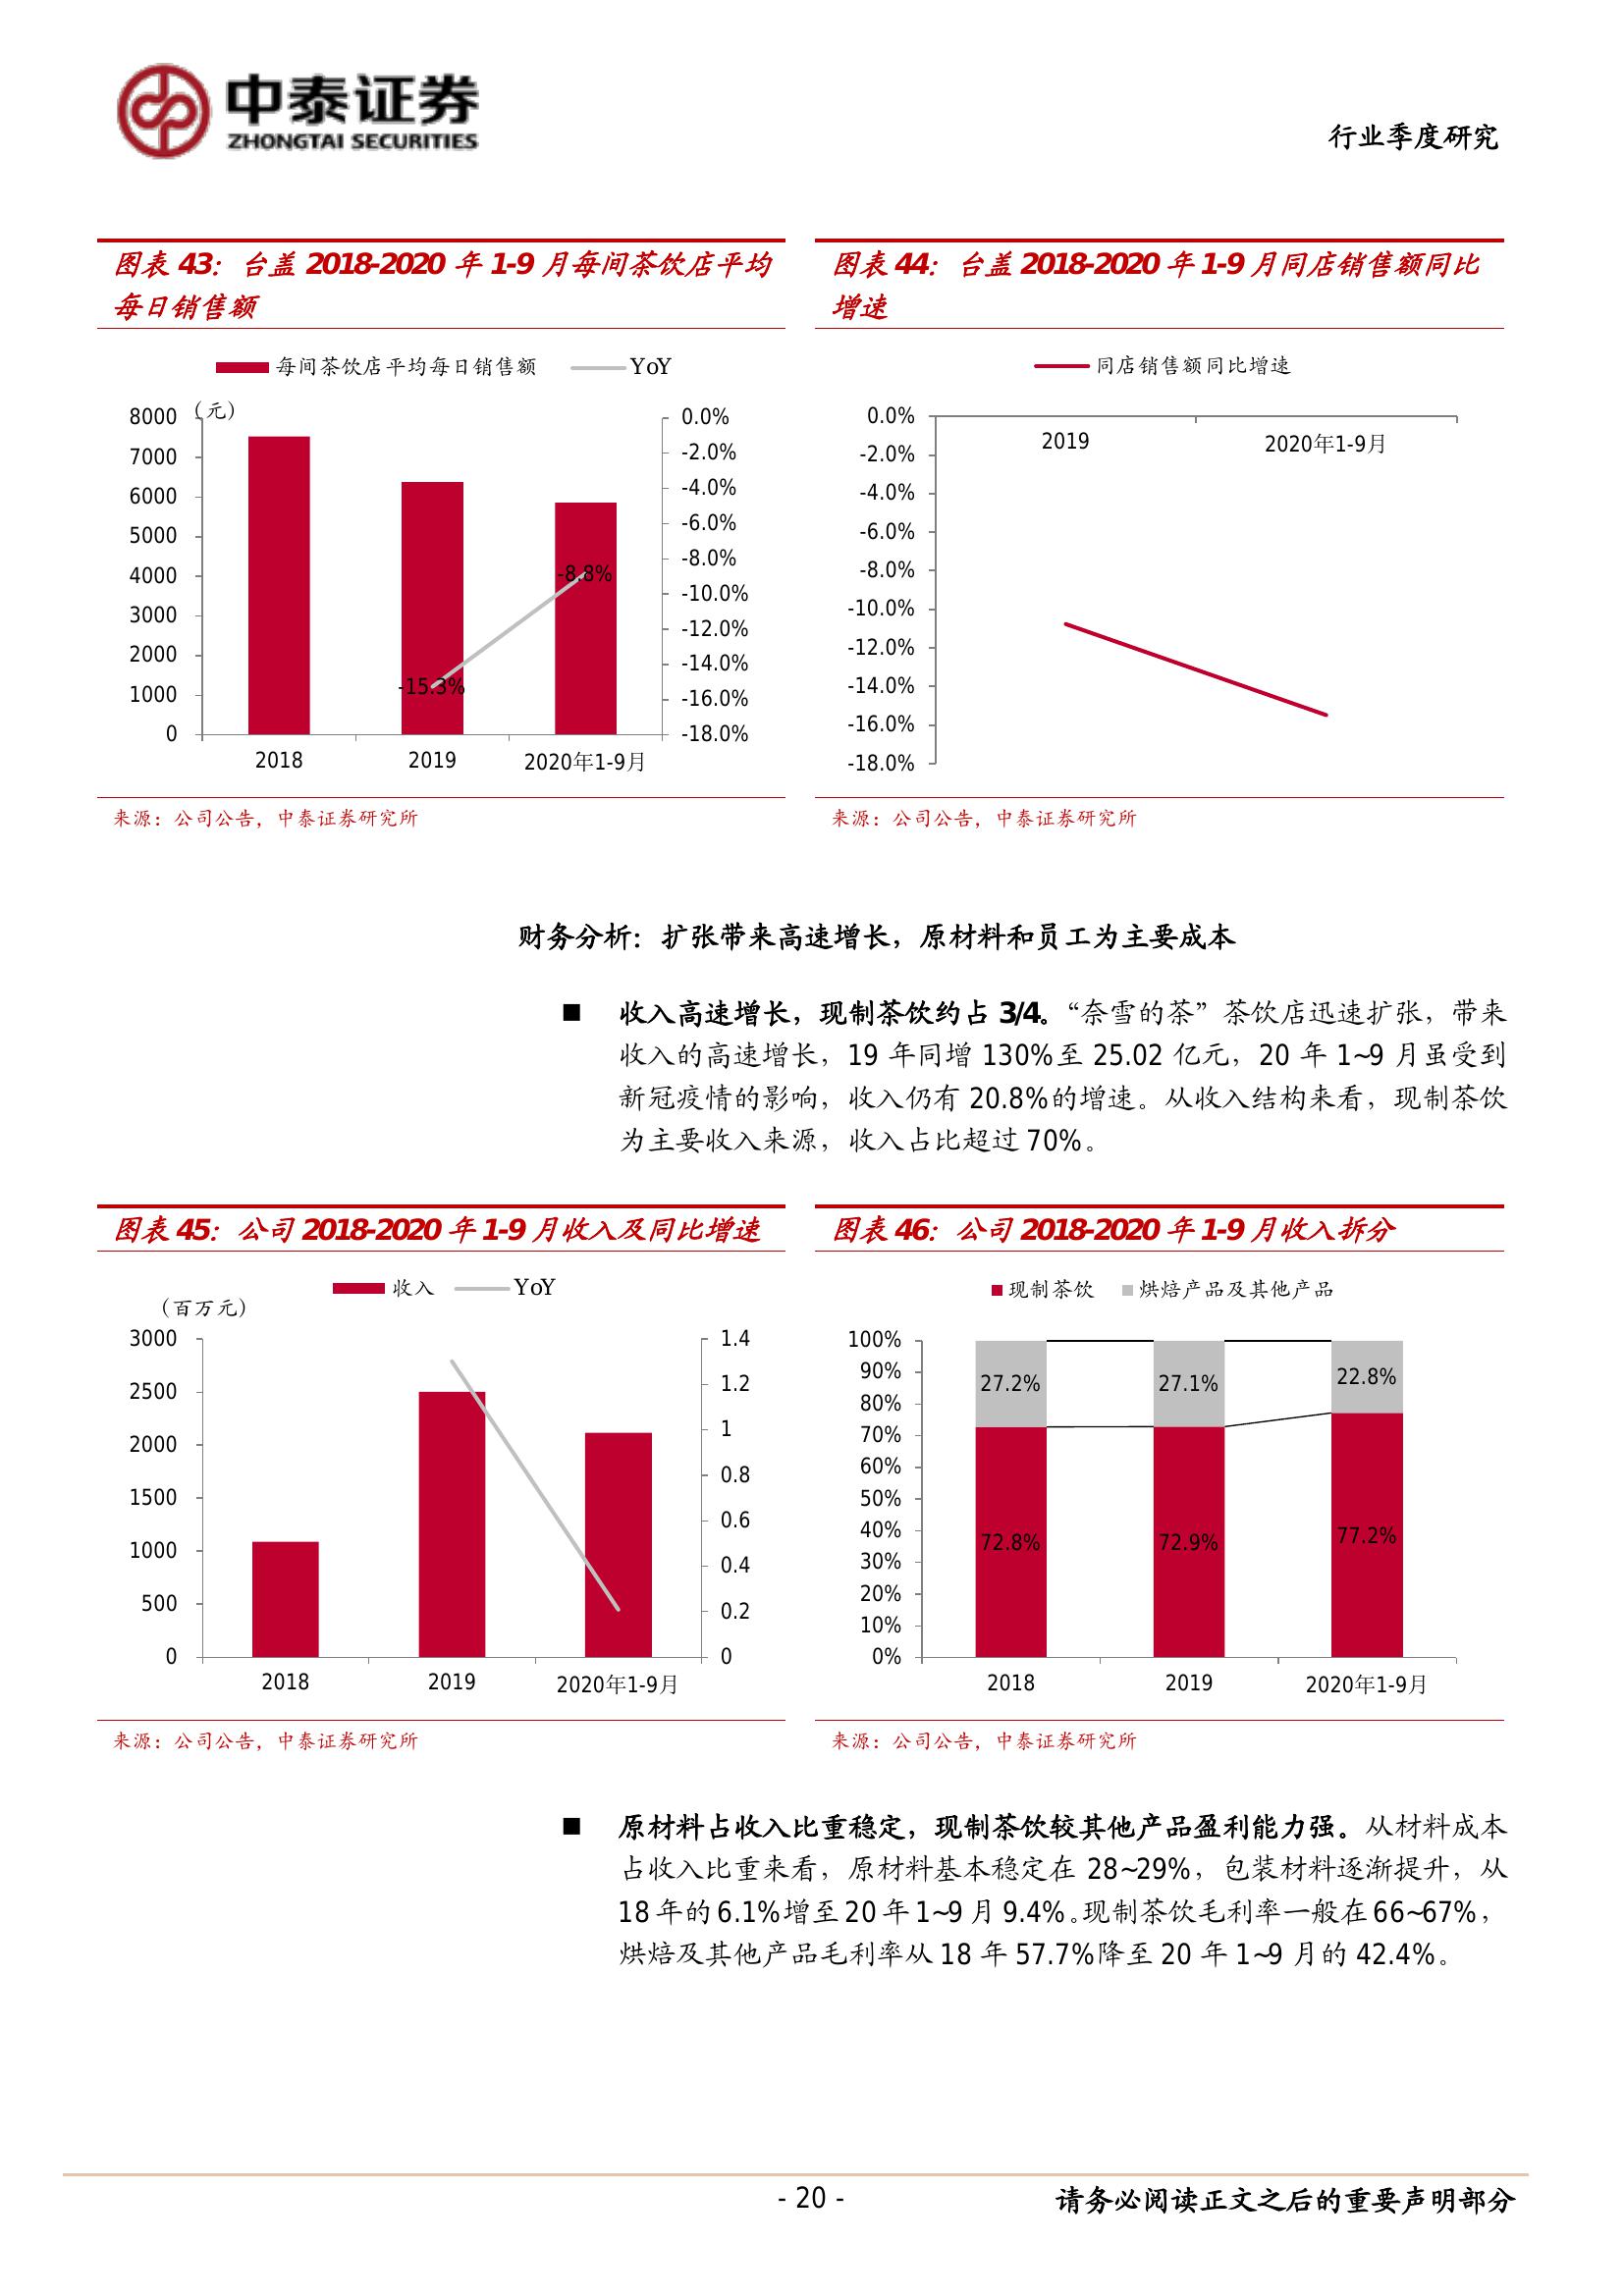 中泰证券
ZHONGTAI SECURITIES
行业季度研究
图表 43：台盖 2018-2020 年 1-9 月每间茶饮店平均
每日销售额
每间茶饮店平均每日销售额 YoY
（元）
8000
7000
6000
5000
4000
3000
2000
1000
0
0.0%
-2.0%
-4.0%
-6.0%
-8.0%
-10.0%
-12.0%
-14.0%
-16.0%
-18.0%
-15.3%
-8.8%
2018 2019 2020年1-9月
来源：公司公告，中泰证券研究所
图表 44：台盖 2018-2020 年 1-9 月同店销售额同比
增速
同店销售额同比增速
0.0%
-2.0%
-4.0%
-6.0%
-8.0%
-10.0%
-12.0%
-14.0%
-16.0%
-18.0%
2019 2020年1-9月
来源：公司公告，中泰证券研究所
财务分析：扩张带来高速增长，原材料和员工为主要成本
■ 收入高速增长，现制茶饮约占 3/4。“奈雪的茶”茶饮店迅速扩张，带来
收入的高速增长，19 年同增 130%至 25.02 亿元，20 年 1~9 月虽受到
新冠疫情的影响，收入仍有 20.8%的增速。从收入结构来看，现制茶饮
为主要收入来源，收入占比超过 70%。
图表 45：公司 2018-2020 年 1-9 月收入及同比增速
收入 YoY
（百万元）
3000
2500
2000
1500
1000
500
0
1.4
1.2
1
0.8
0.6
0.4
0.2
0
2018 2019 2020年1-9月
来源：公司公告，中泰证券研究所
图表 46：公司 2018-2020 年 1-9 月收入拆分
现制茶饮 烘焙产品及其他产品
100%
90%
80%
70%
60%
50%
40%
30%
20%
10%
0%
27.2% 27.1% 22.8%
72.8% 72.9% 77.2%
2018 2019 2020年1-9月
来源：公司公告，中泰证券研究所
■ 原材料占收入比重稳定，现制茶饮较其他产品盈利能力强。从材料成本
占收入比重来看，原材料基本稳定在 28~29%，包装材料逐渐提升，从
18 年的 6.1%增至 20 年 1~9 月 9.4%。现制茶饮毛利率一般在 66~67%，
烘焙及其他产品毛利率从 18 年 57.7%降至 20 年 1~9 月的 42.4%。
- 20 -
请务必阅读正文之后的重要声明部分